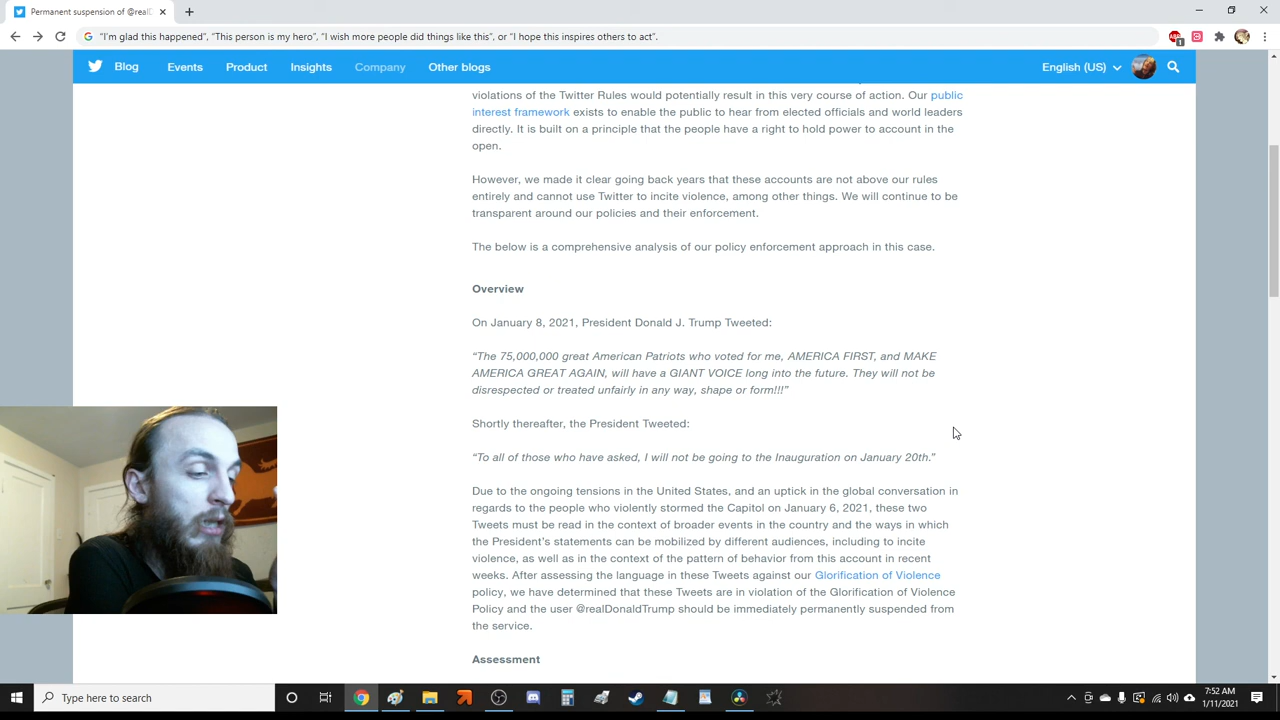 Permanent suspension of @realD
"I'm glad this happened", "This person is my hero", "I wish more people did things like this", or "I hope this inspires others to act".
Blog Events Product Insights Company Other blogs English (US)
violations of the Twitter Rules would potentially result in this very course of action. Our public
interest framework exists to enable the public to hear from elected officials and world leaders
directly. It is built on a principle that the people have a right to hold power to account in the
open.
However, we made it clear going back years that these accounts are not above our rules
entirely and cannot use Twitter to incite violence, among other things. We will continue to be
transparent around our policies and their enforcement.
The below is a comprehensive analysis of our policy enforcement approach in this case.
Overview
On January 8, 2021, President Donald J. Trump Tweeted:
“The 75,000,000 great American Patriots who voted for me, AMERICA FIRST, and MAKE
AMERICA GREAT AGAIN, will have a GIANT VOICE long into the future. They will not be
disrespected or treated unfairly in any way, shape or form!!!”
Shortly thereafter, the President Tweeted:
“To all of those who have asked, I will not be going to the Inauguration on January 20th.”
Due to the ongoing tensions in the United States, and an uptick in the global conversation in
regards to the people who violently stormed the Capitol on January 6, 2021, these two
Tweets must be read in the context of broader events in the country and the ways in which
the President’s statements can be mobilized by different audiences, including to incite
violence, as well as in the context of the pattern of behavior from this account in recent
weeks. After assessing the language in these Tweets against our Glorification of Violence
policy, we have determined that these Tweets are in violation of the Glorification of Violence
Policy and the user @realDonaldTrump should be immediately permanently suspended from
the service.
Assessment
Type here to search
7:52 AM
1/11/2021